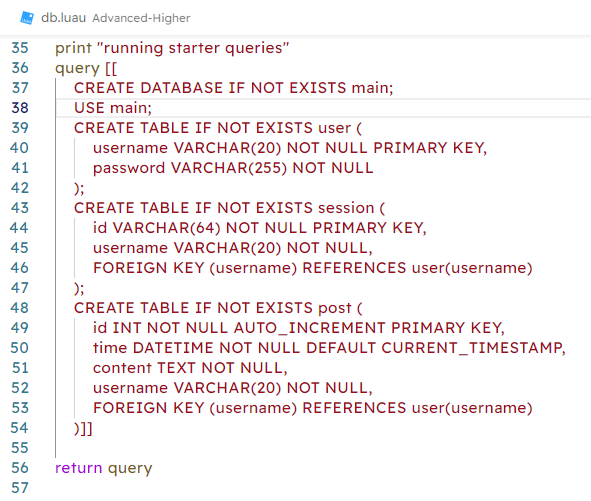 db.luau Advanced-Higher
35 print "running starter queries"
36 query [[
37 CREATE DATABASE IF NOT EXISTS main;
38 USE main;
39 CREATE TABLE IF NOT EXISTS user (
40 username VARCHAR(20) NOT NULL PRIMARY KEY,
41 password VARCHAR(255) NOT NULL
42 );
43 CREATE TABLE IF NOT EXISTS session (
44 id VARCHAR(64) NOT NULL PRIMARY KEY,
45 username VARCHAR(20) NOT NULL,
46 FOREIGN KEY (username) REFERENCES user(username)
47 );
48 CREATE TABLE IF NOT EXISTS post (
49 id INT NOT NULL AUTO_INCREMENT PRIMARY KEY,
50 time DATETIME NOT NULL DEFAULT CURRENT_TIMESTAMP,
51 content TEXT NOT NULL,
52 username VARCHAR(20) NOT NULL,
53 FOREIGN KEY (username) REFERENCES user(username)
54 )]]
55
56 return query
57